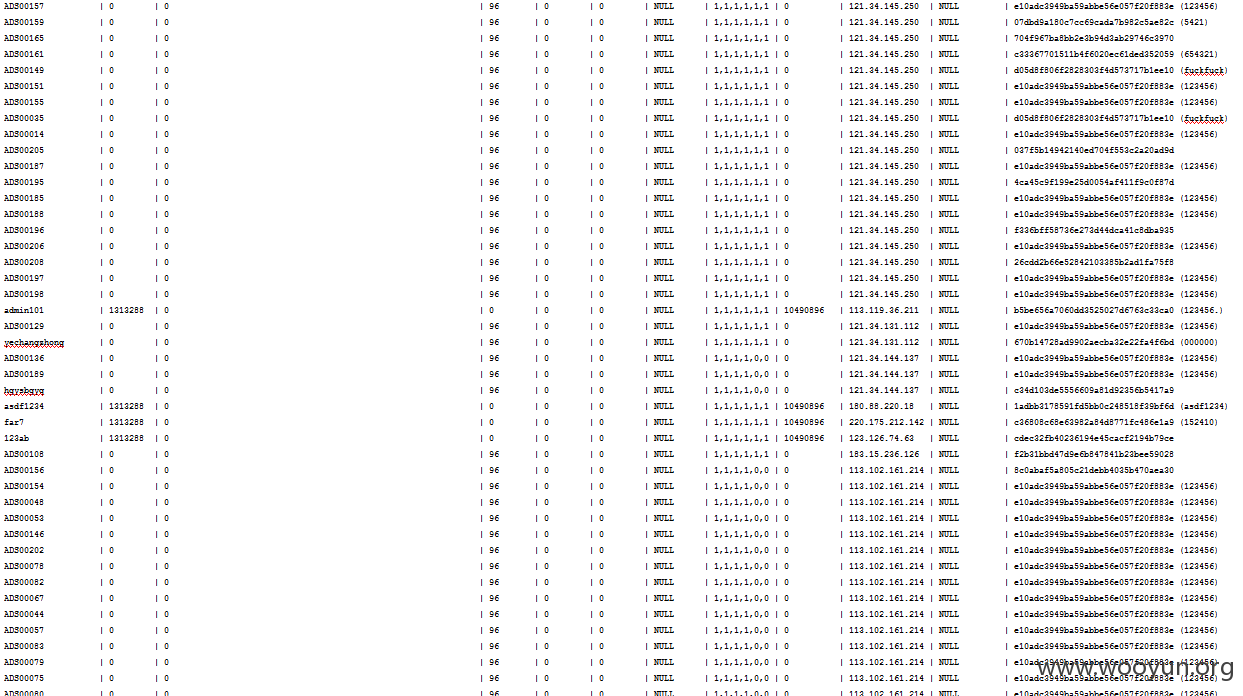 ADS00157 | 0 | 0 | 96 | 0 | 0 | NULL | 1,1,1,1,1,1 | 0 | 121.34.145.250 | NULL | e10adc3949ba59abbe56e057f20f883e (123456)
ADS00159 | 0 | 0 | 96 | 0 | 0 | NULL | 1,1,1,1,1,1 | 0 | 121.34.145.250 | NULL | 07dbd9a180c7cc69cada7b982c5ae82c (5421)
ADS00165 | 0 | 0 | 96 | 0 | 0 | NULL | 1,1,1,1,1,1 | 0 | 121.34.145.250 | NULL | 704f967ba8bb2e3b94d3ab29746c3970
ADS00161 | 0 | 0 | 96 | 0 | 0 | NULL | 1,1,1,1,1,1 | 0 | 121.34.145.250 | NULL | c33367701511b4f6020ec61ded352059 (654321)
ADS00149 | 0 | 0 | 96 | 0 | 0 | NULL | 1,1,1,1,1,1 | 0 | 121.34.145.250 | NULL | d05d8f806f2828303f4d573717b1ee10 (fuckfuck)
ADS00151 | 0 | 0 | 96 | 0 | 0 | NULL | 1,1,1,1,1,1 | 0 | 121.34.145.250 | NULL | e10adc3949ba59abbe56e057f20f883e (123456)
ADS00155 | 0 | 0 | 96 | 0 | 0 | NULL | 1,1,1,1,1,1 | 0 | 121.34.145.250 | NULL | e10adc3949ba59abbe56e057f20f883e (123456)
ADS00035 | 0 | 0 | 96 | 0 | 0 | NULL | 1,1,1,1,1,1 | 0 | 121.34.145.250 | NULL | d05d8f806f2828303f4d573717b1ee10 (fuckfuck)
ADS00014 | 0 | 0 | 96 | 0 | 0 | NULL | 1,1,1,1,1,1 | 0 | 121.34.145.250 | NULL | e10adc3949ba59abbe56e057f20f883e (123456)
ADS00205 | 0 | 0 | 96 | 0 | 0 | NULL | 1,1,1,1,1,1 | 0 | 121.34.145.250 | NULL | 037f5b14942140ed704f553c2a20ad9d
ADS00187 | 0 | 0 | 96 | 0 | 0 | NULL | 1,1,1,1,1,1 | 0 | 121.34.145.250 | NULL | e10adc3949ba59abbe56e057f20f883e (123456)
ADS00195 | 0 | 0 | 96 | 0 | 0 | NULL | 1,1,1,1,1,1 | 0 | 121.34.145.250 | NULL | 4ca45c9f199e25d0054af411f9c0f87d
ADS00185 | 0 | 0 | 96 | 0 | 0 | NULL | 1,1,1,1,1,1 | 0 | 121.34.145.250 | NULL | e10adc3949ba59abbe56e057f20f883e (123456)
ADS00188 | 0 | 0 | 96 | 0 | 0 | NULL | 1,1,1,1,1,1 | 0 | 121.34.145.250 | NULL | e10adc3949ba59abbe56e057f20f883e (123456)
ADS00196 | 0 | 0 | 96 | 0 | 0 | NULL | 1,1,1,1,1,1 | 0 | 121.34.145.250 | NULL | f336bff58736e273d44dca41c8dba935
ADS00206 | 0 | 0 | 96 | 0 | 0 | NULL | 1,1,1,1,1,1 | 0 | 121.34.145.250 | NULL | e10adc3949ba59abbe56e057f20f883e (123456)
ADS00208 | 0 | 0 | 96 | 0 | 0 | NULL | 1,1,1,1,1,1 | 0 | 121.34.145.250 | NULL | 26cdd2b66e52842103385b2ad1fa75f8
ADS00197 | 0 | 0 | 96 | 0 | 0 | NULL | 1,1,1,1,1,1 | 0 | 121.34.145.250 | NULL | e10adc3949ba59abbe56e057f20f883e (123456)
ADS00198 | 0 | 0 | 96 | 0 | 0 | NULL | 1,1,1,1,1,1 | 0 | 121.34.145.250 | NULL | e10adc3949ba59abbe56e057f20f883e (123456)
admin101 | 1313288 | 0 | 0 | 0 | 0 | NULL | 1,1,1,1,1,1 | 10490896 | 113.119.36.211 | NULL | b5be656a7060dd3525027d6763c33ca0 (123456.)
ADS00129 | 0 | 0 | 96 | 0 | 0 | NULL | 1,1,1,1,1,1 | 0 | 121.34.131.112 | NULL | e10adc3949ba59abbe56e057f20f883e (123456)
yechangzhong | 0 | 0 | 96 | 0 | 0 | NULL | 1,1,1,1,1,1 | 0 | 121.34.131.112 | NULL | 670b14728ad9902aecba32e22fa4f6bd (000000)
ADS00136 | 0 | 0 | 96 | 0 | 0 | NULL | 1,1,1,1,0,0 | 0 | 121.34.144.137 | NULL | e10adc3949ba59abbe56e057f20f883e (123456)
ADS00189 | 0 | 0 | 96 | 0 | 0 | NULL | 1,1,1,1,0,0 | 0 | 121.34.144.137 | NULL | e10adc3949ba59abbe56e057f20f883e (123456)
| 0 | 0 | 96 | 0 | 0 | NULL | 1,1,1,1,0,0 | 0 | 121.34.144.137 | NULL | c34d103de5556609a81d92356b5417a9
asdf1234 | 1313288 | 0 | 0 | 0 | 0 | NULL | 1,1,1,1,1,1 | 10490896 | 180.88.220.18 | NULL | 1adbb3178591fd5bb0c248518f39bf6d (asdf1234)
far7 | 1313288 | 0 | 0 | 0 | 0 | NULL | 1,1,1,1,1,1 | 10490896 | 220.175.212.142 | NULL | c36808c68e63982a84d8771fc486e1a9 (152410)
123ab | 1313288 | 0 | 0 | 0 | 0 | NULL | 1,1,1,1,1,1 | 10490896 | 123.126.74.63 | NULL | cdec32fb40236194e45cacf2194b79ce
ADS00108 | 0 | 0 | 96 | 0 | 0 | NULL | 1,1,1,1,1,1 | 0 | 183.15.236.126 | NULL | f2b31bbd47d9e6b847841b23bee59028
ADS00156 | 0 | 0 | 96 | 0 | 0 | NULL | 1,1,1,1,0,0 | 0 | 113.102.161.214 | NULL | 8c0abaf5a805c21debb4035b470aea30
ADS00154 | 0 | 0 | 96 | 0 | 0 | NULL | 1,1,1,1,0,0 | 0 | 113.102.161.214 | NULL | e10adc3949ba59abbe56e057f20f883e (123456)
ADS00048 | 0 | 0 | 96 | 0 | 0 | NULL | 1,1,1,1,0,0 | 0 | 113.102.161.214 | NULL | e10adc3949ba59abbe56e057f20f883e (123456)
ADS00053 | 0 | 0 | 96 | 0 | 0 | NULL | 1,1,1,1,0,0 | 0 | 113.102.161.214 | NULL | e10adc3949ba59abbe56e057f20f883e (123456)
ADS00146 | 0 | 0 | 96 | 0 | 0 | NULL | 1,1,1,1,0,0 | 0 | 113.102.161.214 | NULL | e10adc3949ba59abbe56e057f20f883e (123456)
ADS00202 | 0 | 0 | 96 | 0 | 0 | NULL | 1,1,1,1,0,0 | 0 | 113.102.161.214 | NULL | e10adc3949ba59abbe56e057f20f883e (123456)
ADS00078 | 0 | 0 | 96 | 0 | 0 | NULL | 1,1,1,1,0,0 | 0 | 113.102.161.214 | NULL | e10adc3949ba59abbe56e057f20f883e (123456)
ADS00082 | 0 | 0 | 96 | 0 | 0 | NULL | 1,1,1,1,0,0 | 0 | 113.102.161.214 | NULL | e10adc3949ba59abbe56e057f20f883e (123456)
ADS00067 | 0 | 0 | 96 | 0 | 0 | NULL | 1,1,1,1,0,0 | 0 | 113.102.161.214 | NULL | e10adc3949ba59abbe56e057f20f883e (123456)
ADS00044 | 0 | 0 | 96 | 0 | 0 | NULL | 1,1,1,1,0,0 | 0 | 113.102.161.214 | NULL | e10adc3949ba59abbe56e057f20f883e (123456)
ADS00057 | 0 | 0 | 96 | 0 | 0 | NULL | 1,1,1,1,0,0 | 0 | 113.102.161.214 | NULL | e10adc3949ba59abbe56e057f20f883e (123456)
ADS00083 | 0 | 0 | 96 | 0 | 0 | NULL | 1,1,1,1,0,0 | 0 | 113.102.161.214 | NULL | e10adc3949ba59abbe56e057f20f883e (123456)
ADS00079 | 0 | 0 | 96 | 0 | 0 | NULL | 1,1,1,1,0,0 | 0 | 113.102.161.214 | NULL | e10adc3949ba59abbe56e057f20f883e (123456)
www.wooyun.org
ADS00075 | 0 | 0 | 96 | 0 | 0 | NULL | 1,1,1,1,0,0 | 0 | 113.102.161.214 | NULL | e10adc3949ba59abbe56e057f20f883e (123456)
ADS00080 | 0 | 0 | 96 | 0 | 0 | NULL | 1,1,1,1,0,0 | 0 | 113.102.161.214 | NULL | e10adc3949ba59abbe56e057f20f883e (123456)